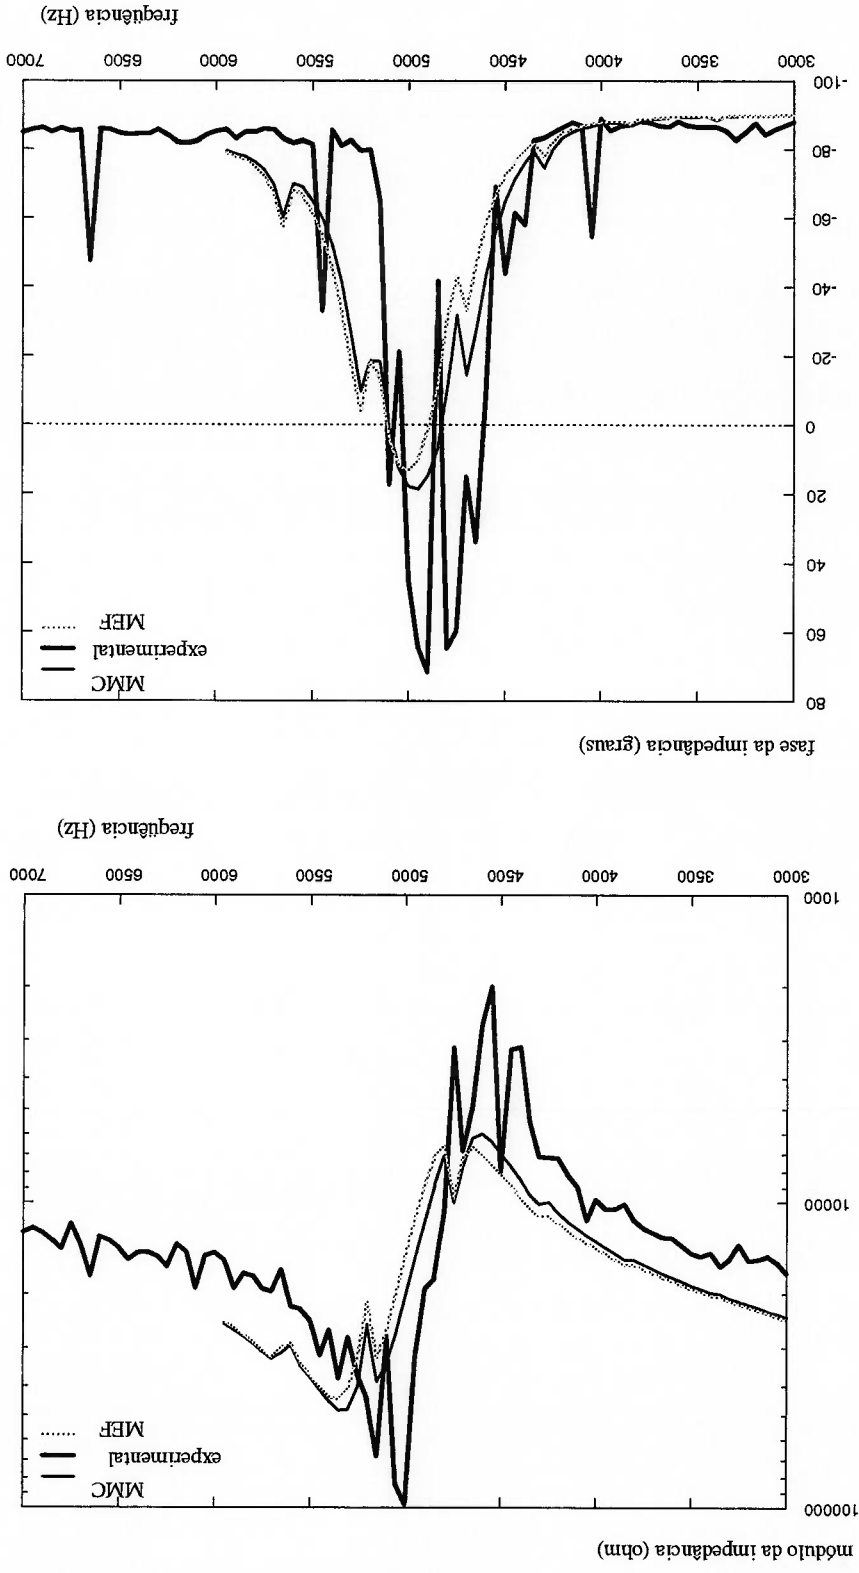 módulo da impedância (ohm)
100000
10000
1000
MMC
experimental
MEF
3000 3500 4000 4500 5000 5500 6000 6500 7000
freqüência (Hz)
fase da impedância (graus)
80
60
40
20
0
-20
-40
-60
-80
-100
MMC
experimental
MEF
3000 3500 4000 4500 5000 5500 6000 6500 7000
freqüência (Hz)